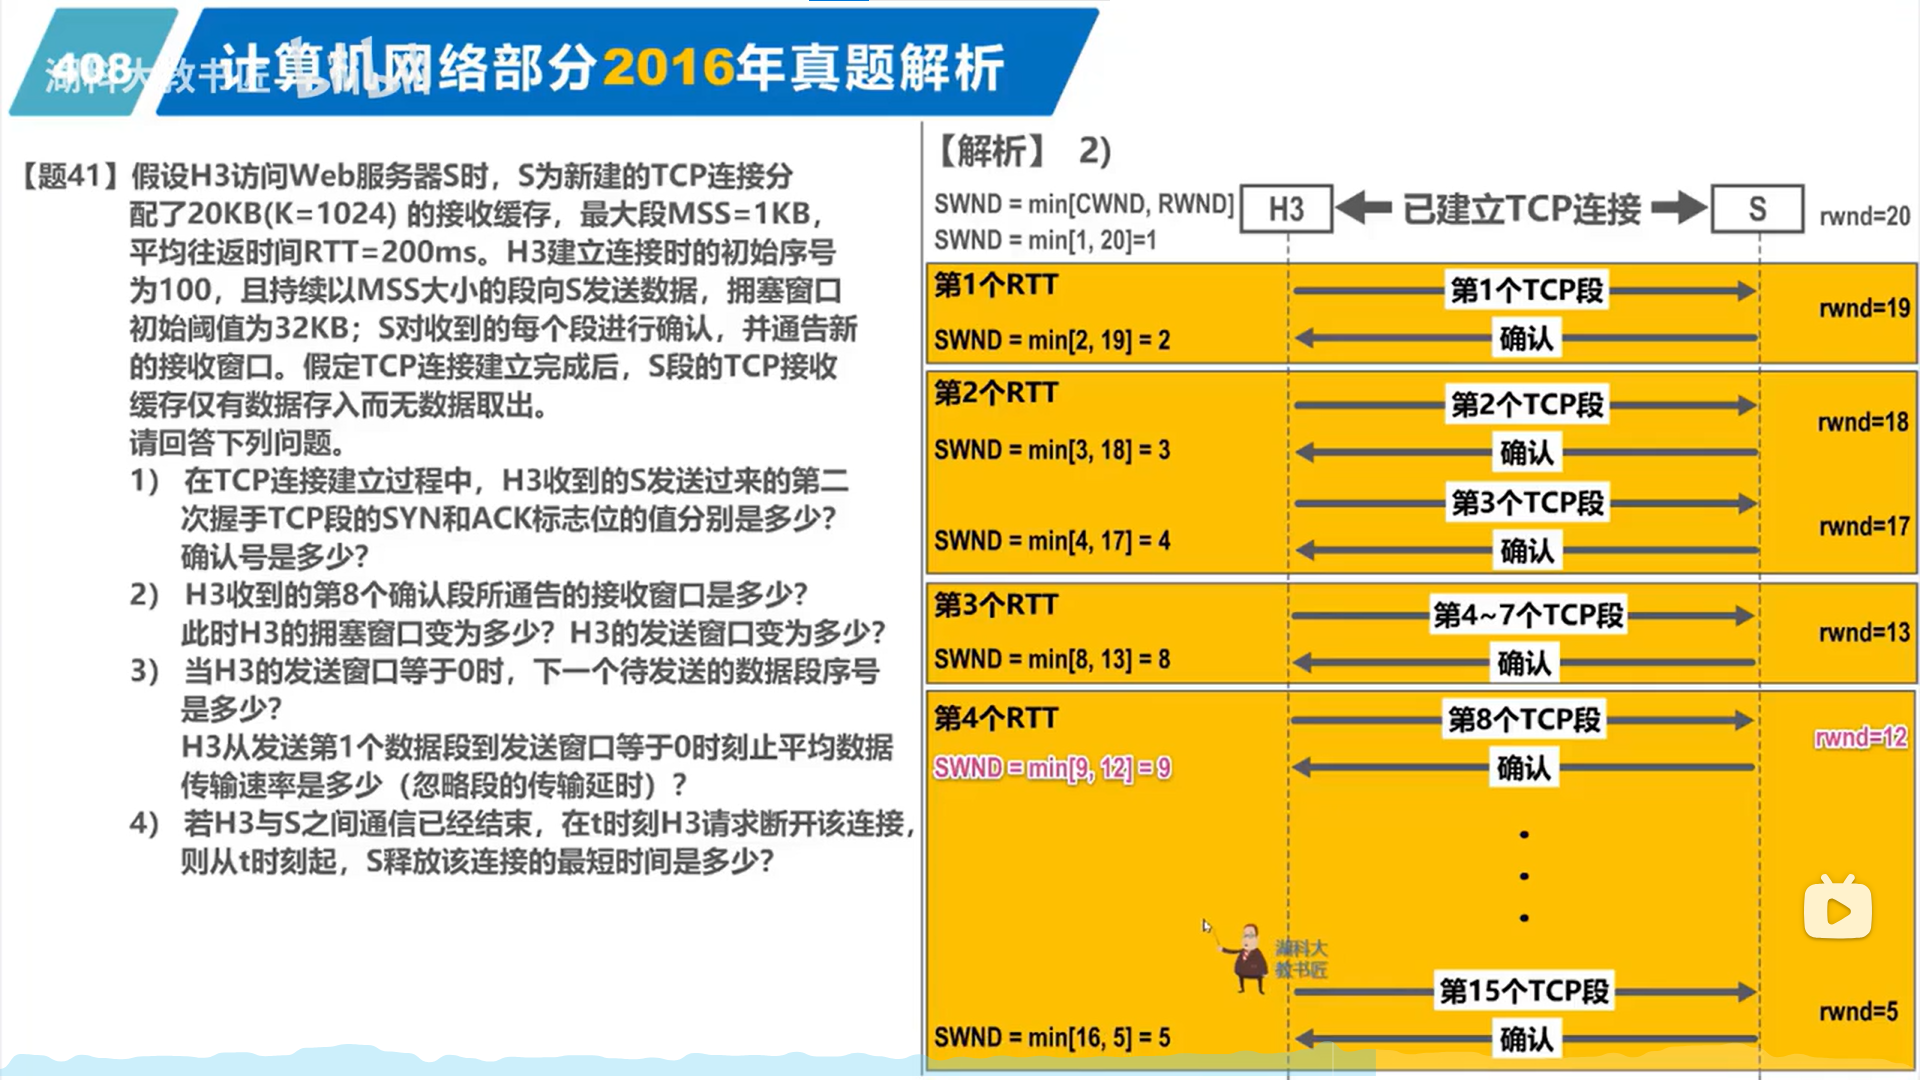 408
计算机网络部分2016年真题解析
湖科大教书匠 bilibili
【题41】假设H3访问Web服务器S时，S为新建的TCP连接分
配了20KB(K=1024) 的接收缓存，最大段MSS=1KB，
平均往返时间RTT=200ms。H3建立连接时的初始序号
为100，且持续以MSS大小的段向S发送数据，拥塞窗口
初始阈值为32KB；S对收到的每个段进行确认，并通告新
的接收窗口。假定TCP连接建立完成后，S段的TCP接收
缓存仅有数据存入而无数据取出。
请回答下列问题。
1） 在TCP连接建立过程中，H3收到的S发送过来的第二
次握手TCP段的SYN和ACK标志位的值分别是多少？
确认号是多少？
2） H3收到的第8个确认段所通告的接收窗口是多少？
此时H3的拥塞窗口变为多少？H3的发送窗口变为多少？
3） 当H3的发送窗口等于0时，下一个待发送的数据段序号
是多少？
H3从发送第1个数据段到发送窗口等于0时刻止平均数据
传输速率是多少（忽略段的传输延时）？
4） 若H3与S之间通信已经结束，在t时刻H3请求断开该连接，
则从t时刻起，S释放该连接的最短时间是多少？
【解析】 2)
SWND = min[CWND, RWND]
SWND = min[1, 20]=1
H3 已建立TCP连接 S rwnd=20
第1个RTT
第1个TCP段
rwnd=19
SWND = min[2, 19] = 2
确认
第2个RTT
第2个TCP段
rwnd=18
SWND = min[3, 18] = 3
确认
第3个TCP段
rwnd=17
SWND = min[4, 17] = 4
确认
第3个RTT
第4~7个TCP段
rwnd=13
SWND = min[8, 13] = 8
确认
第4个RTT
第8个TCP段
rwnd=12
SWND = min[9, 12] = 9
确认
湖科大
教书匠
第15个TCP段
rwnd=5
SWND = min[16, 5] = 5
确认